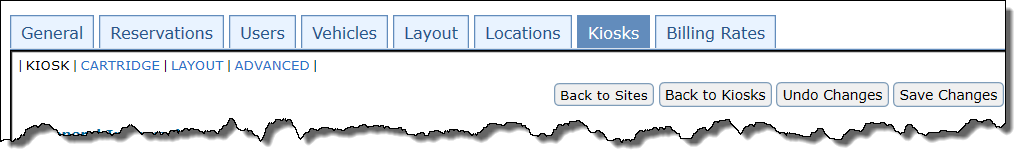 General Reservations Users Vehicles Layout Locations Kiosks Billing Rates
| KIOSK | CARTRIDGE | LAYOUT | ADVANCED |
Back to Sites Back to Kiosks Undo Changes Save Changes